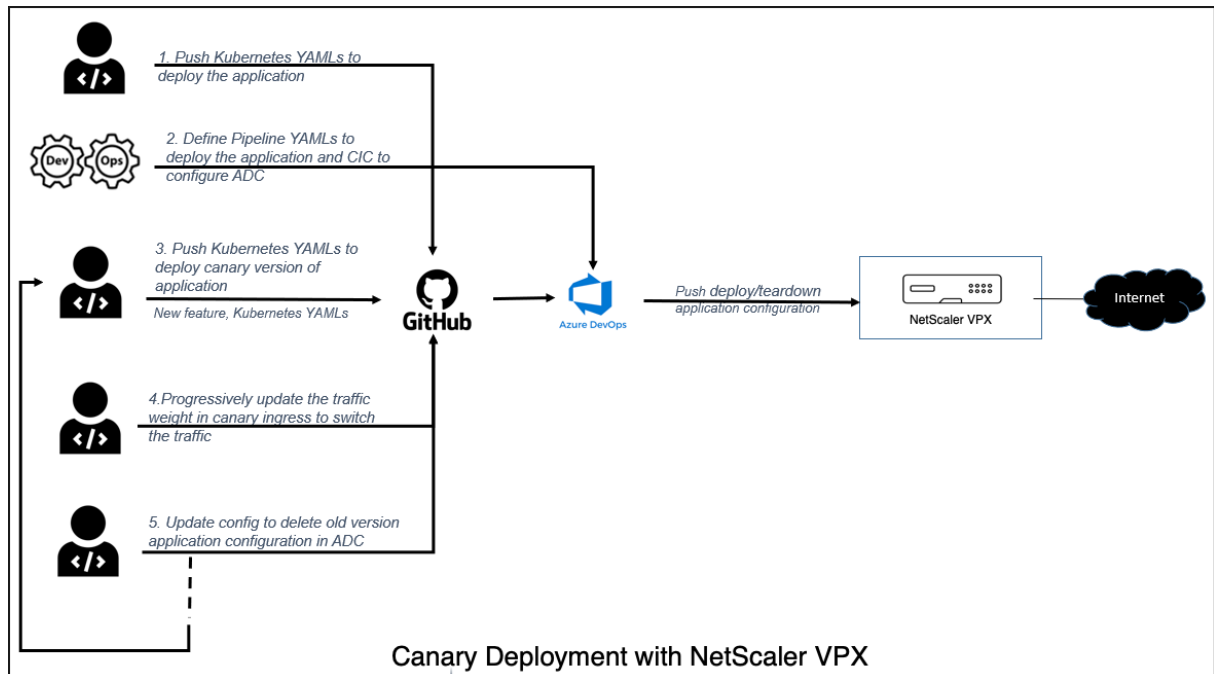 1. Push Kubernetes YAMLs to
deploy the application
</>
Dev Ops
2. Define Pipeline YAMLs to
deploy the application and CIC to
configure ADC
3. Push Kubernetes YAMLs to
deploy canary version of
application
New feature, Kubernetes YAMLs
</>
GitHub
Azure DevOps
Push deploy/teardown
application configuration
NetScaler VPX
Internet
4.Progressively update the traffic
weight in canary ingress to switch
the traffic
</>
5. Update config to delete old version
application configuration in ADC
</>
Canary Deployment with NetScaler VPX